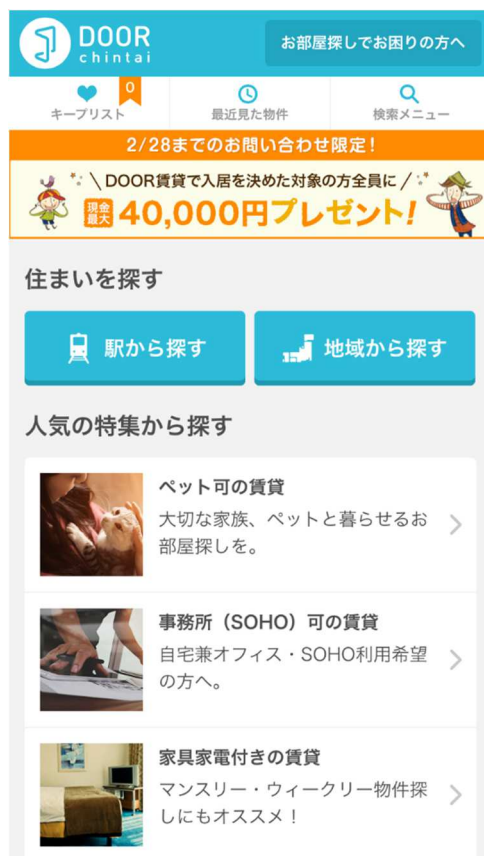 DOOR
chintai
お部屋探しでお困りの方へ
0
キープリスト
最近見た物件
検索メニュー
2/28までのお問い合わせ限定！
\ DOOR賃貸で入居を決めた対象の方全員に /
現金最大 40,000円プレゼント!
住まいを探す
駅から探す
地域から探す
人気の特集から探す
ペット可の賃貸
大切な家族、ペットと暮らせるお
部屋探しを。
事務所（SOHO）可の賃貸
自宅兼オフィス・SOHO利用希望
の方へ。
家具家電付きの賃貸
マンスリー・ウィークリー物件探
しにもオススメ！